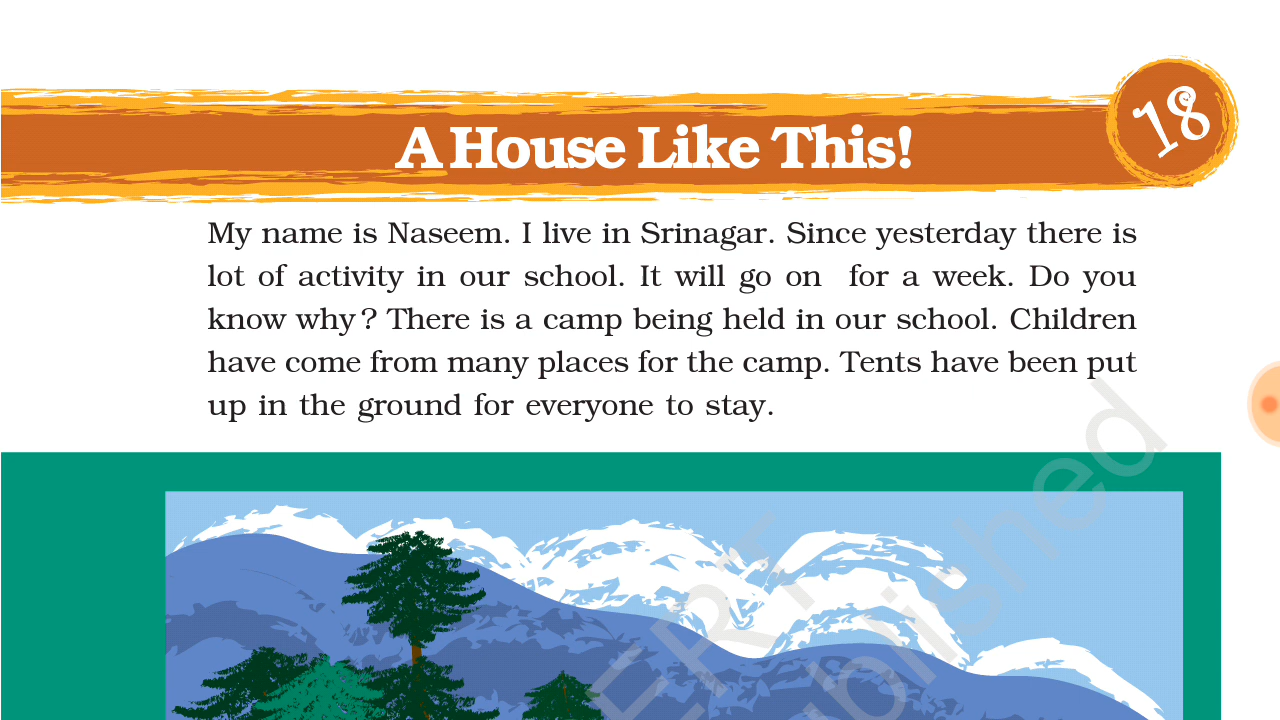 18
A House Like This!
My name is Naseem. I live in Srinagar. Since yesterday there is
lot of activity in our school. It will go on for a week. Do you
know why? There is a camp being held in our school. Children
have come from many places for the camp. Tents have been put
up in the ground for everyone to stay.